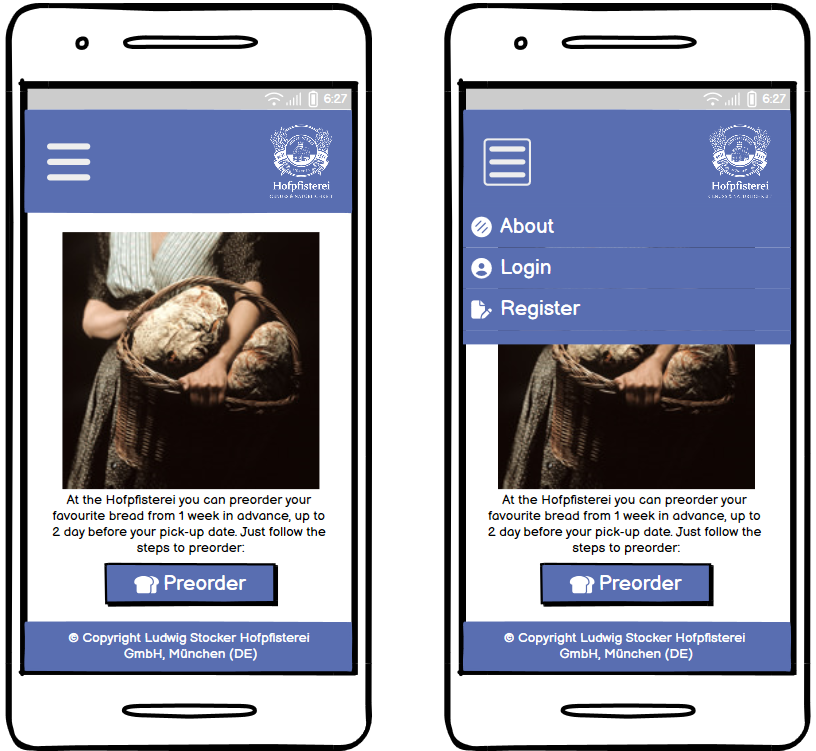 6:27
Hofpfisterei
At the Hofpfisterei you can preorder your
favourite bread from 1 week in advance, up to
2 day before your pick-up date. Just follow the
steps to preorder:
Preorder
© Copyright Ludwig Stocker Hofpfisterei
GmbH, München (DE)
6:27
Hofpfisterei
About
Login
Register
At the Hofpfisterei you can preorder your
favourite bread from 1 week in advance, up to
2 day before your pick-up date. Just follow the
steps to preorder:
Preorder
© Copyright Ludwig Stocker Hofpfisterei
GmbH, München (DE)